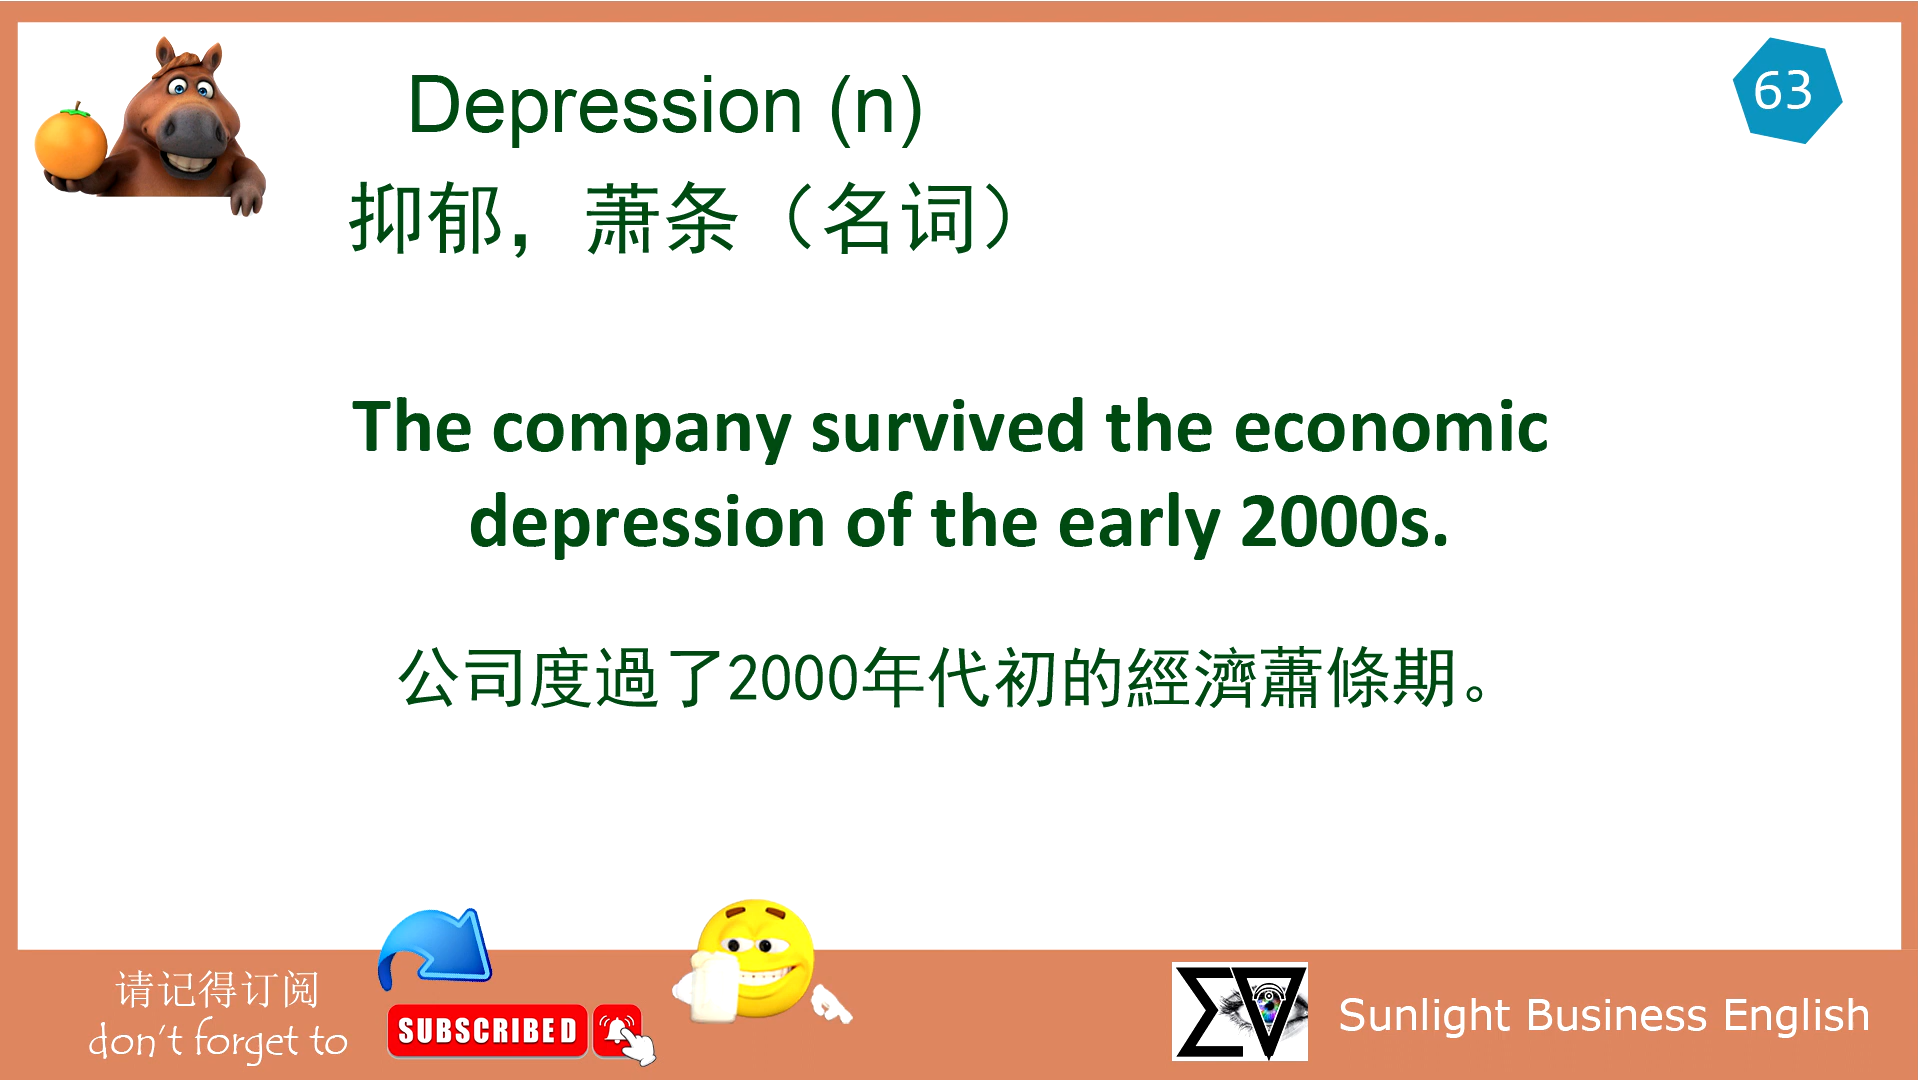 Depression (n)
63
抑郁，萧条（名词）
The company survived the economic
depression of the early 2000s.
公司度過了2000年代初的經濟蕭條期。
请记得订阅
don't forget to
SUBSCRIBED
Sunlight Business English